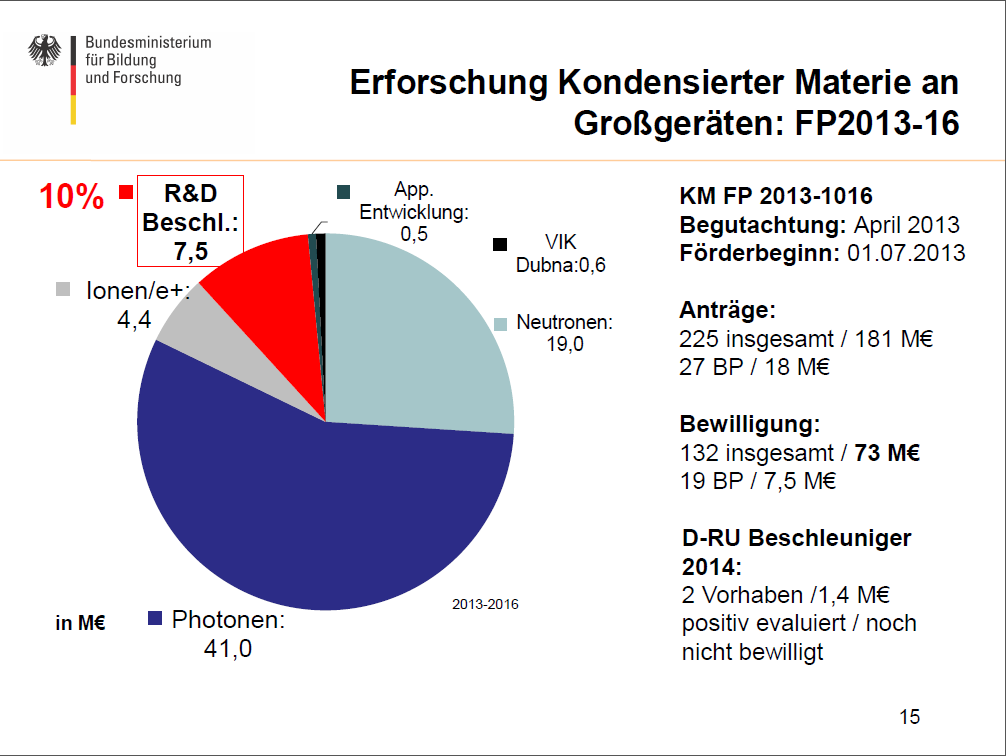 Bundesministerium
für Bildung
und Forschung
Erforschung Kondensierter Materie an
Großgeräten: FP2013-16
10%
R&D
Beschl.:
7,5
App.
Entwicklung:
0,5
VIK
Dubna:0,6
Ionen/e+:
4,4
Neutronen:
19,0
Photonen:
41,0
in M€
2013-2016
KM FP 2013-1016
Begutachtung: April 2013
Förderbeginn: 01.07.2013
Anträge:
225 insgesamt / 181 M€
27 BP / 18 M€
Bewilligung:
132 insgesamt / 73 M€
19 BP / 7,5 M€
D-RU Beschleuniger
2014:
2 Vorhaben /1,4 M€
positiv evaluiert / noch
nicht bewilligt
15